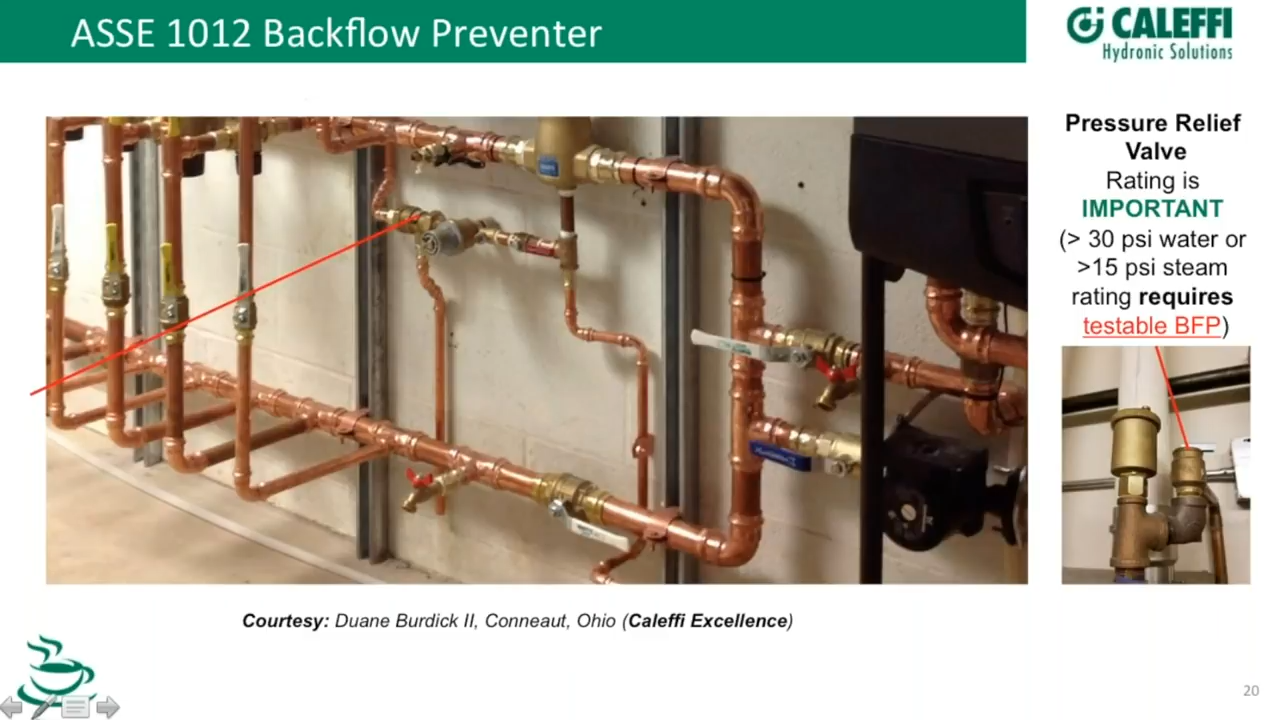 ASSE 1012 Backflow Preventer
CALEFFI
Hydronic Solutions
Pressure Relief
Valve
Rating is
IMPORTANT
(> 30 psi water or
>15 psi steam
rating requires
testable BFP)
Courtesy: Duane Burdick II, Conneaut, Ohio (Caleffi Excellence)
20